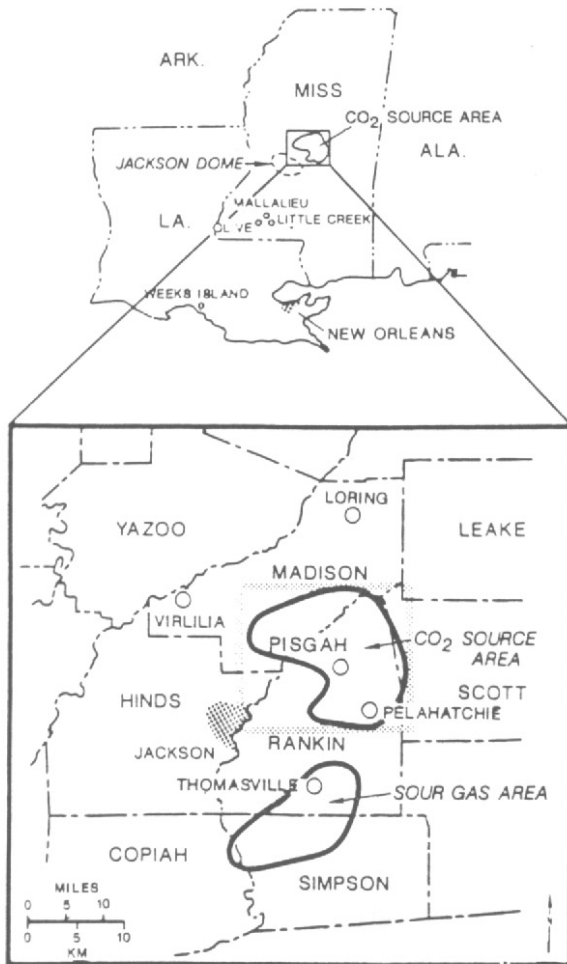 ARK.
MISS
CO2 SOURCE AREA
JACKSON DOME
ALA.
MALLALIEU
LA.
OLIVE
LITTLE CREEK
WEEKS ISLAND
NEW ORLEANS
LORING
YAZOO
LEAKE
MADISON
VIRLILIA
PISGAH
CO2 SOURCE
AREA
HINDS
SCOTT
PELAHATCHIE
JACKSON
RANKIN
THOMASVILLE
SOUR GAS AREA
COPIAH
SIMPSON
MILES
0 5 10
0 5 10
KM